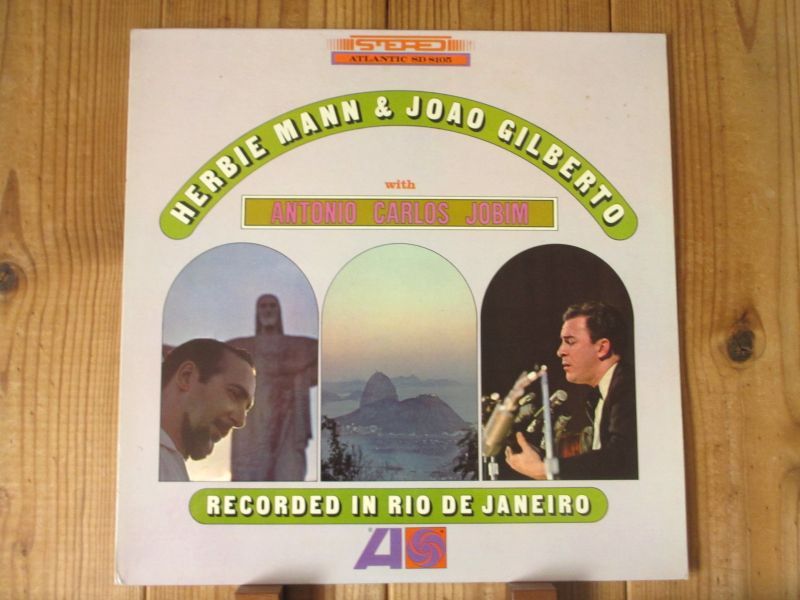 STEREO
ATLANTIC SD 8105
HERBIE MANN & JOAO GILBERTO
with
ANTONIO CARLOS JOBIM
RECORDED IN RIO DE JANEIRO
A